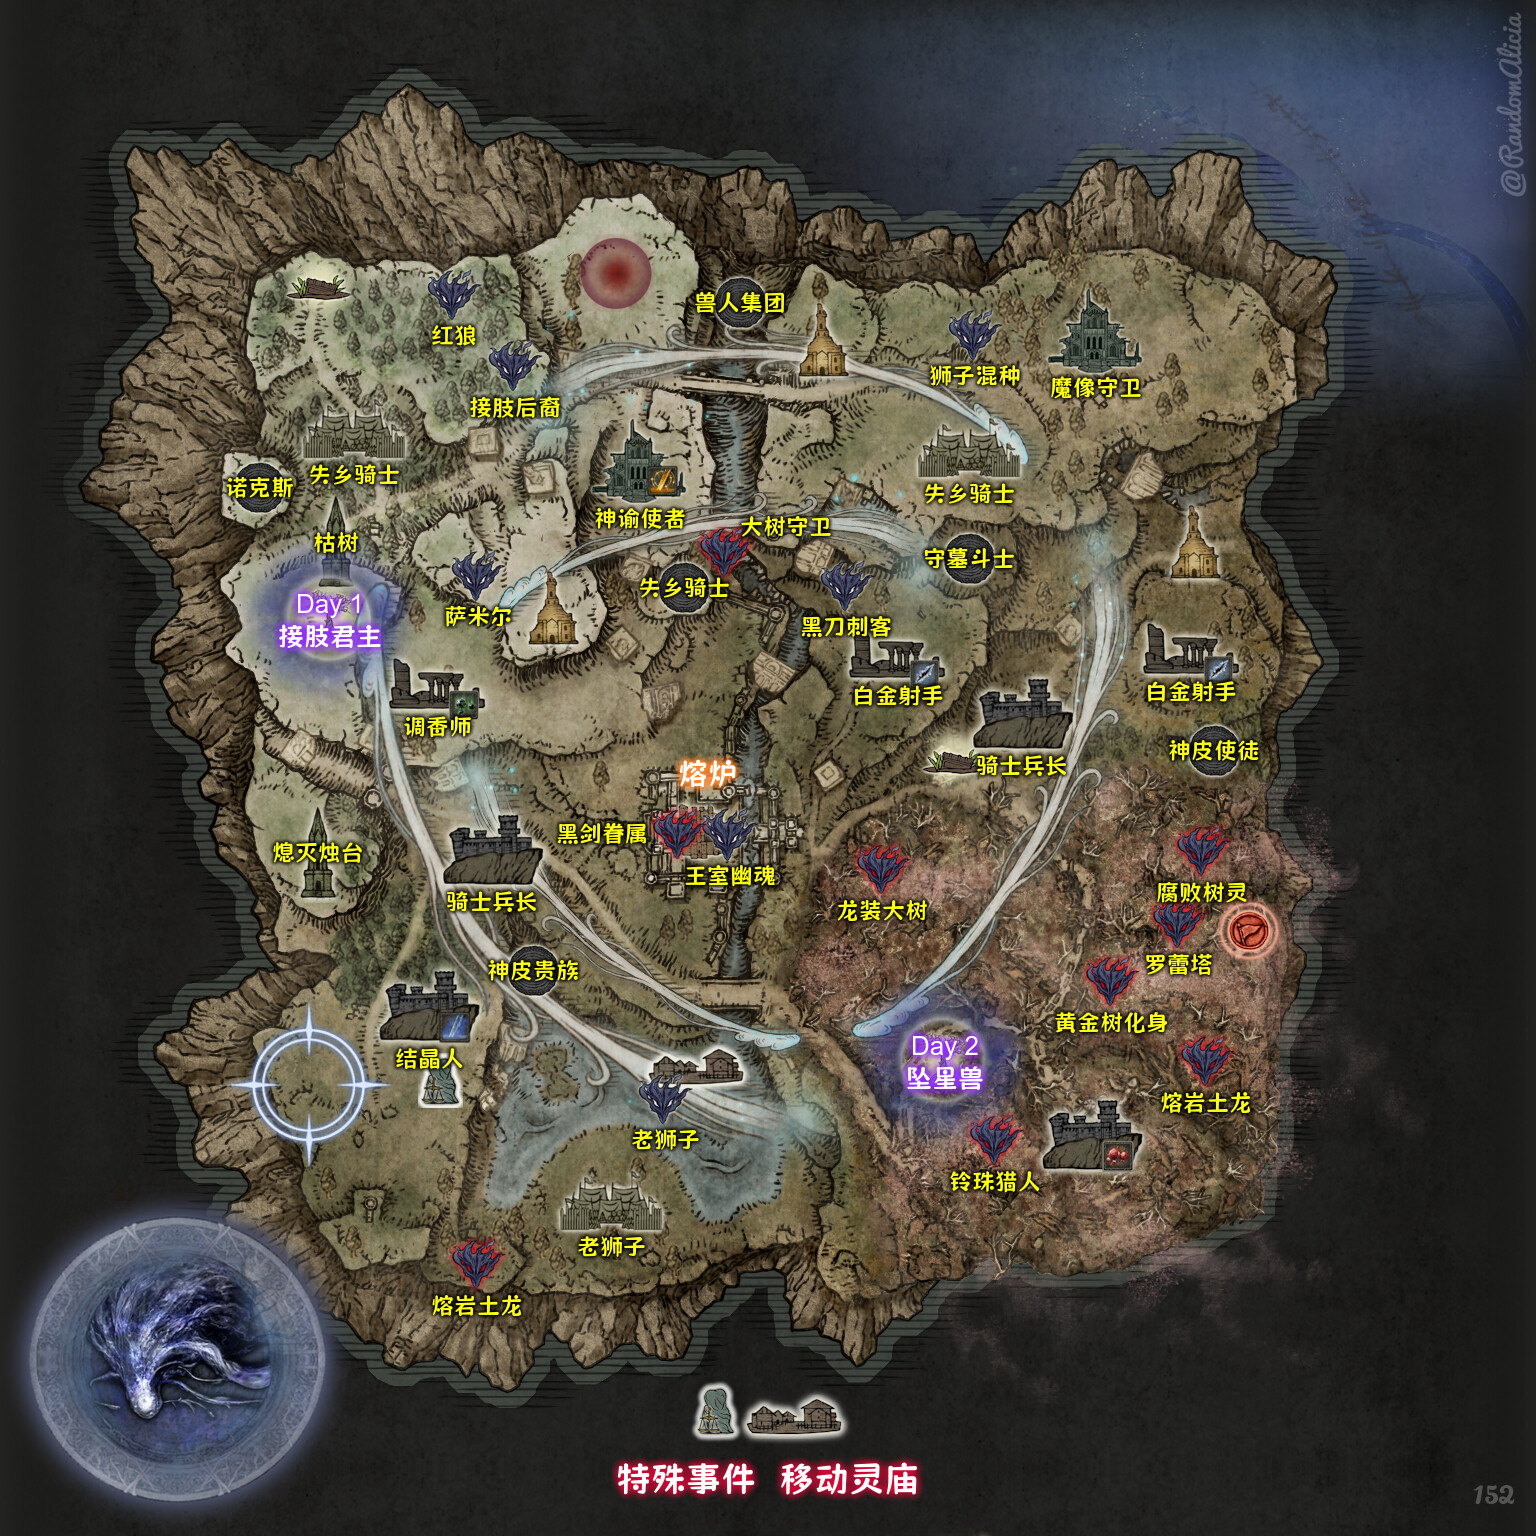 @RandomAlicia
兽人集团
红狼
狮子混种
魔像守卫
接肢后裔
失乡骑士
诺克斯
失乡骑士
神谕使者
大树守卫
枯树
守墓斗士
失乡骑士
Day 1
接肢君主
萨米尔
黑刀刺客
白金射手
白金射手
调香师
神皮使徒
骑士兵长
熔炉
黑剑眷属
熄灭烛台
王室幽魂
腐败树灵
骑士兵长
龙装大树
罗蕾塔
神皮贵族
黄金树化身
结晶人
Day 2
坠星兽
熔岩土龙
老狮子
铃珠猎人
老狮子
熔岩土龙
特殊事件 移动灵庙
152